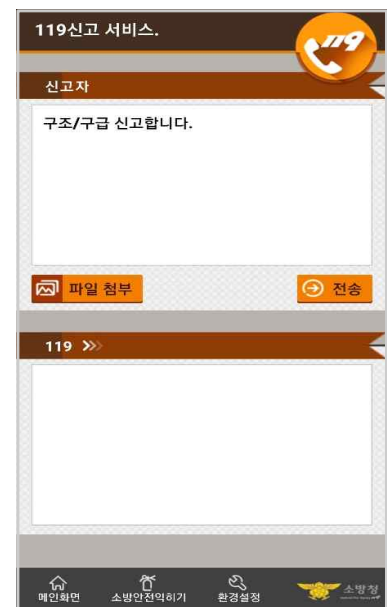 119신고 서비스.
119
신고자
구조/구급 신고합니다.
파일 첨부
전송
119
메인화면
소방안전익히기
환경설정
소방청